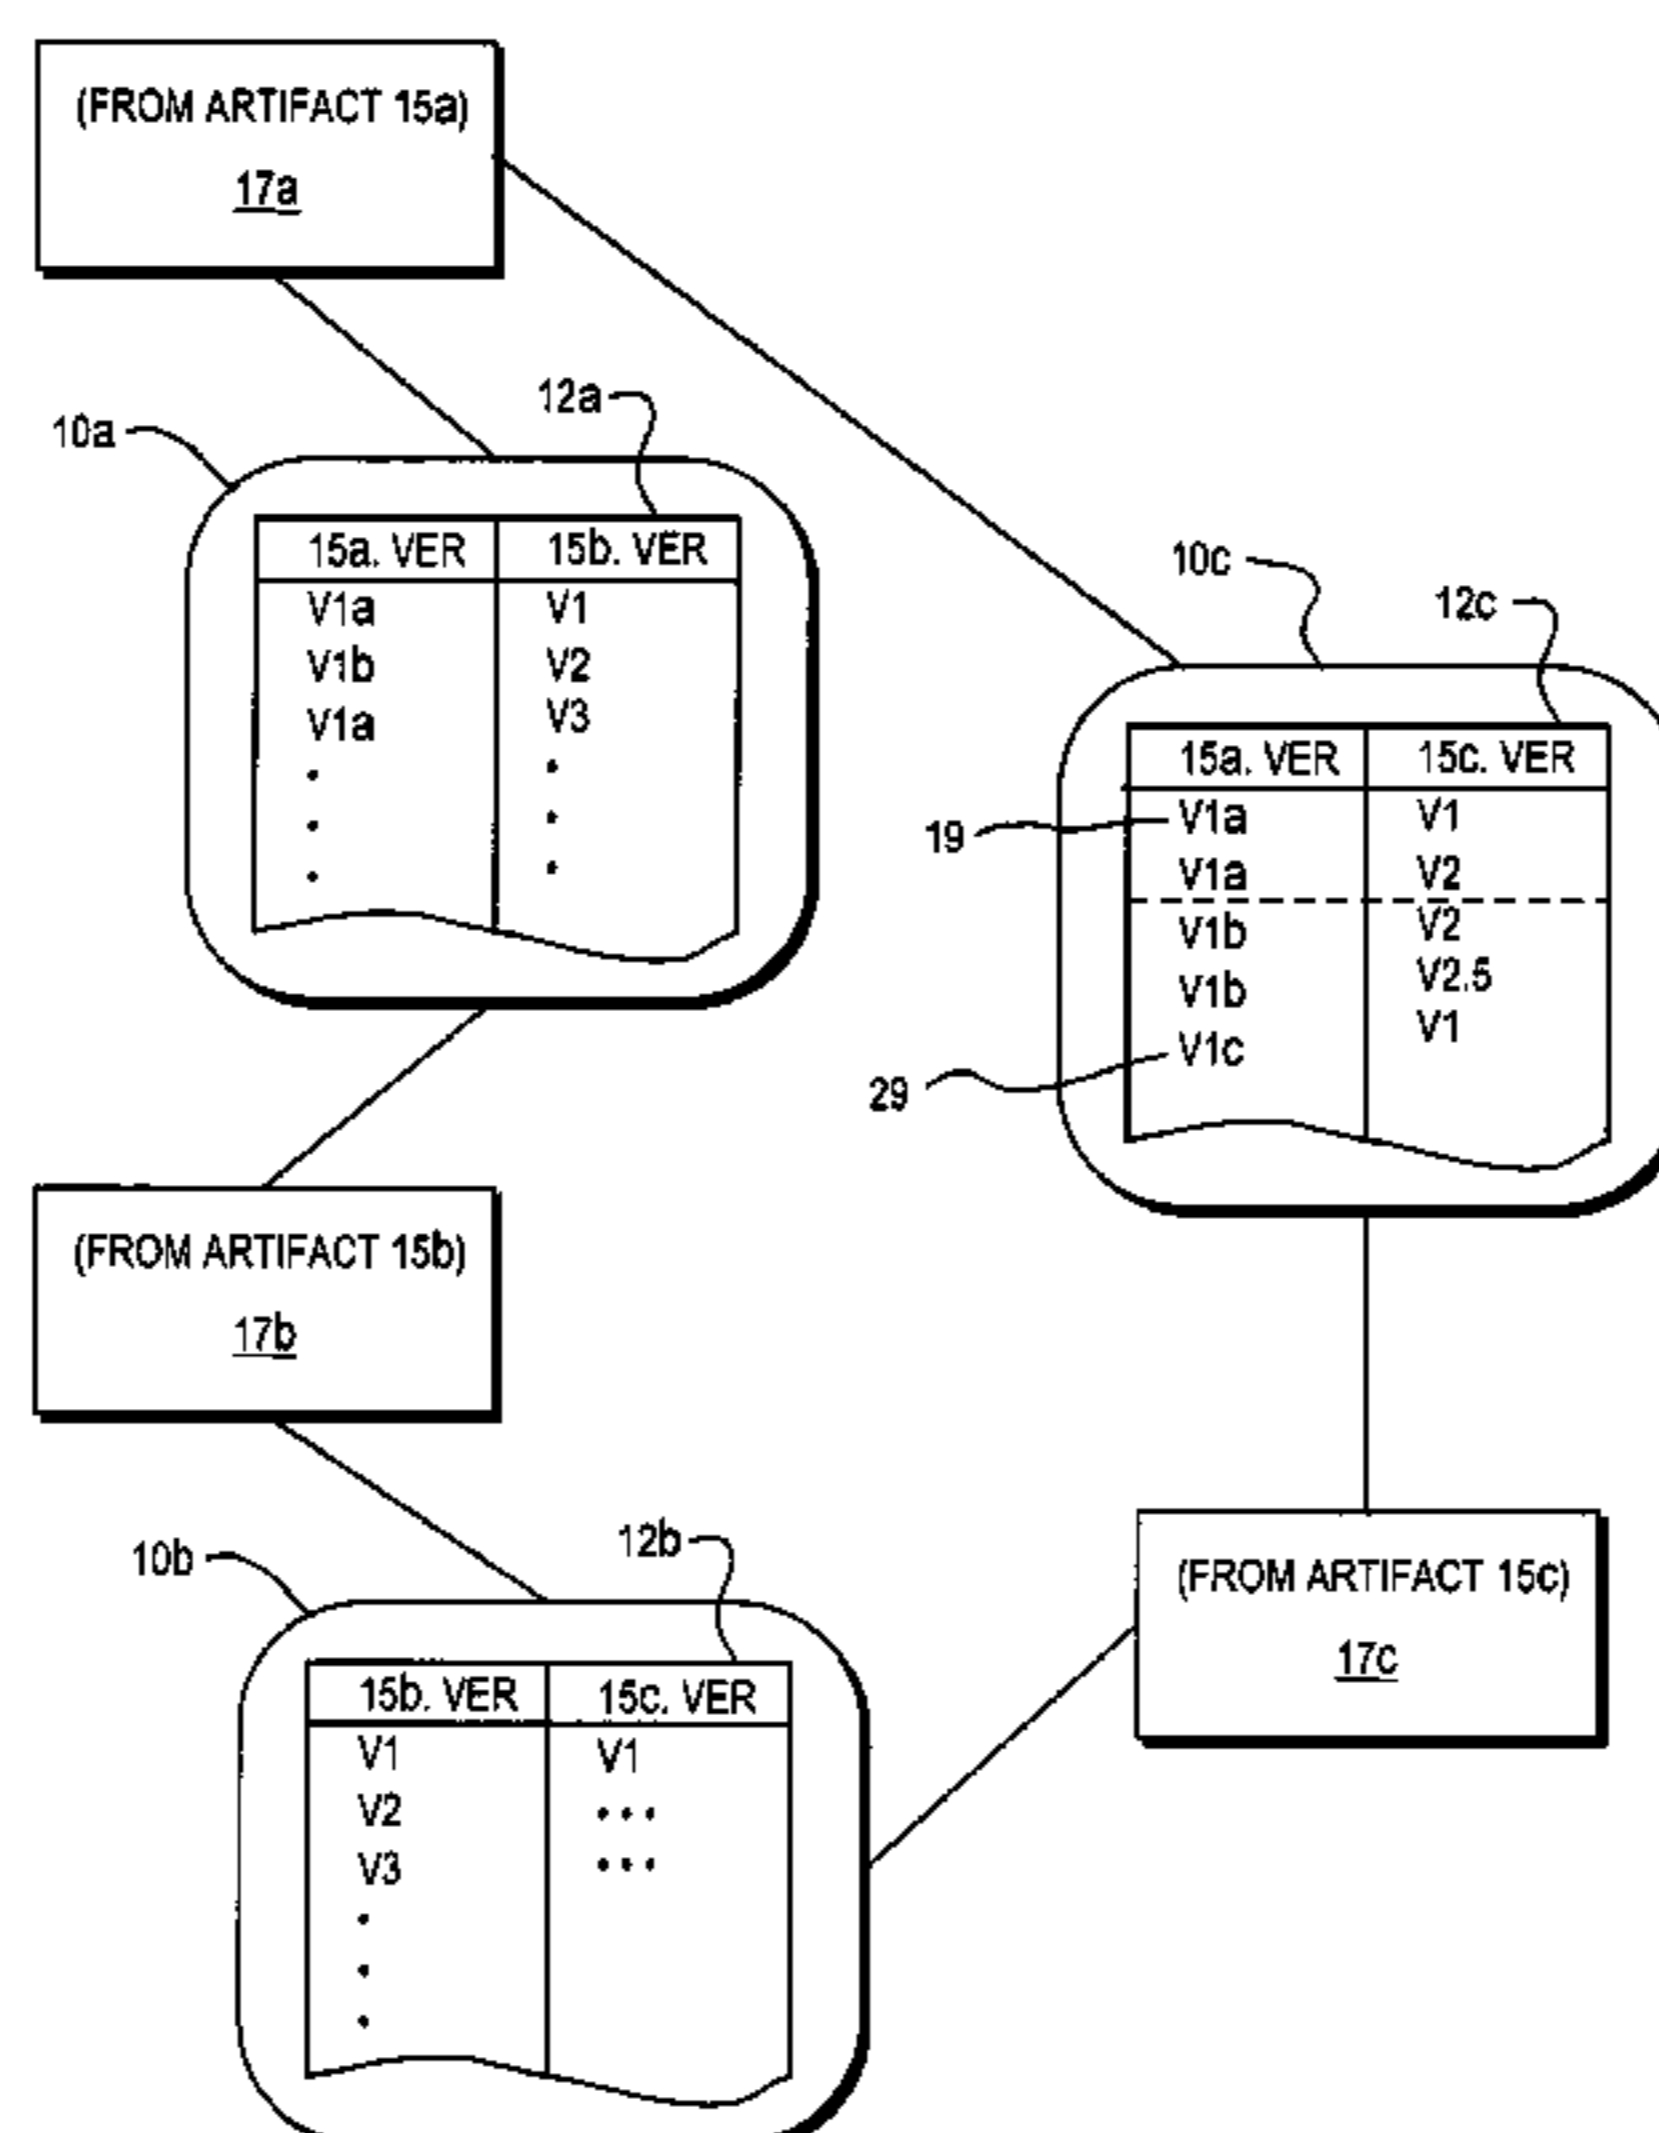 (FROM ARTIFACT 15a)
17a
10a
12a
15a. VER 15b. VER
V1a V1
V1b V2
V1a V3
10c
12c
15a. VER 15c. VER
19
V1a V1
V1a V2
V1b V2
V1b V2.5
V1c V1
29
(FROM ARTIFACT 15b)
17b
10b
12b
15b. VER 15c. VER
V1 V1
V2 • • •
V3 • • •
(FROM ARTIFACT 15c)
17c